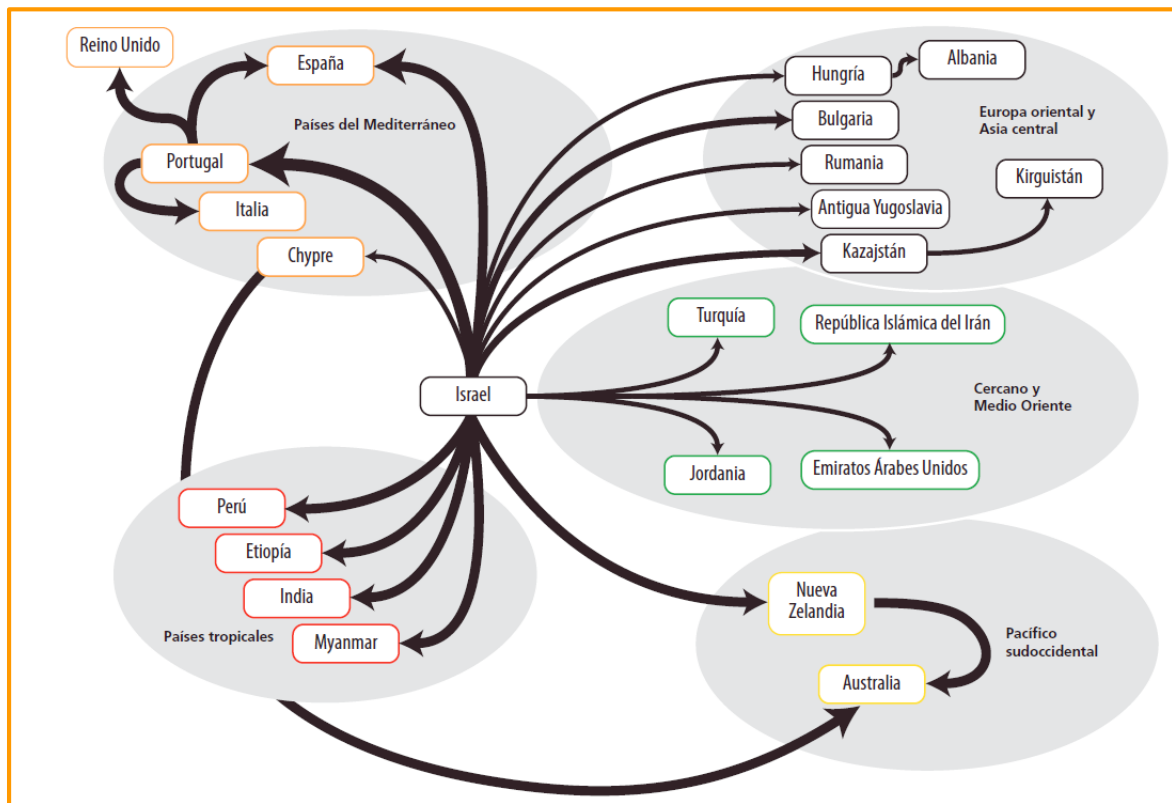 Reino Unido
España
Países del Mediterráneo
Portugal
Italia
Chypre
Hungría
Albania
Bulgaria
Europa oriental y
Asia central
Rumania
Kirguistán
Antigua Yugoslavia
Kazajstán
Israel
Turquía
República Islámica del Irán
Cercano y
Medio Oriente
Jordania
Emiratos Árabes Unidos
Perú
Etiopía
India
Países tropicales
Myanmar
Nueva
Zelandia
Pacífico
sudoccidental
Australia